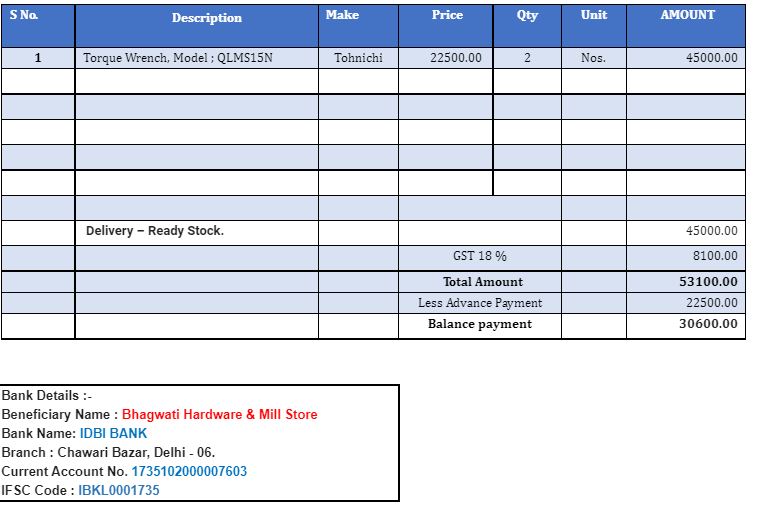 S No. Description Make Price Qty Unit AMOUNT
1 Torque Wrench, Model ; QLMS15N Tohnichi 22500.00 2 Nos. 45000.00
Delivery – Ready Stock. 45000.00
GST 18 % 8100.00
Total Amount 53100.00
Less Advance Payment 22500.00
Balance payment 30600.00
Bank Details :-
Beneficiary Name : Bhagwati Hardware & Mill Store
Bank Name: IDBI BANK
Branch : Chawari Bazar, Delhi - 06.
Current Account No. 1735102000007603
IFSC Code : IBKL0001735